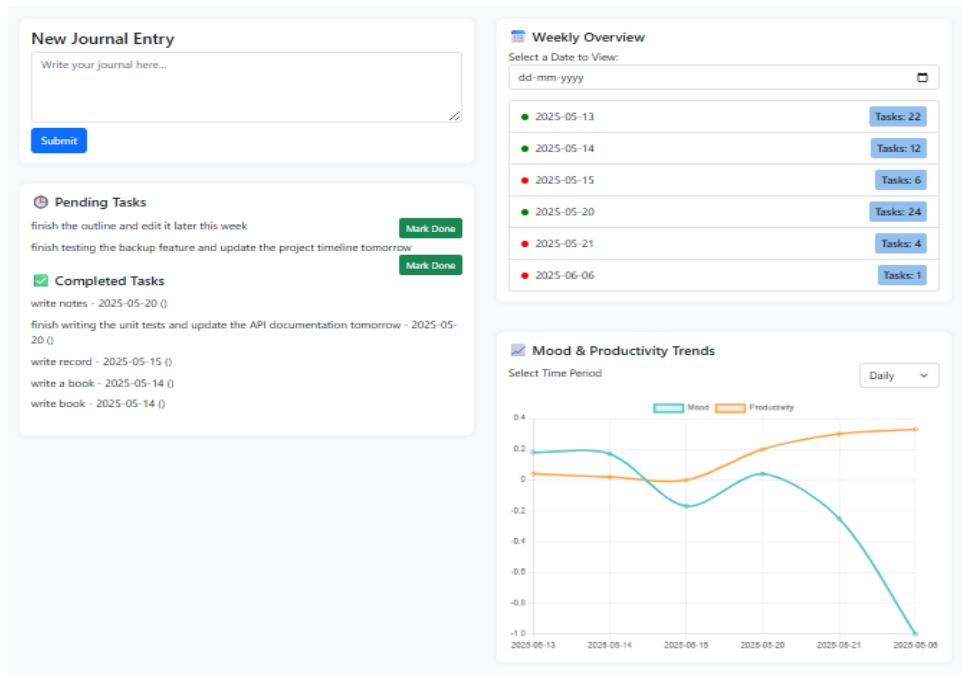 New Journal Entry
Write your journal here...
Submit
Pending Tasks
finish the outline and edit it later this week
Mark Done
finish testing the backup feature and update the project timeline tomorrow
Mark Done
Completed Tasks
write notes - 2025-05-20 ()
finish writing the unit tests and update the API documentation tomorrow - 2025-05-
20 ()
write record - 2025-05-15 ()
write a book - 2025-05-14 ()
write book - 2025-05-14 ()
Weekly Overview
Select a Date to View:
dd-mm-yyyy
2025-05-13 Tasks: 22
2025-05-14 Tasks: 12
2025-05-15 Tasks: 6
2025-05-20 Tasks: 24
2025-05-21 Tasks: 4
2025-06-06 Tasks: 1
Mood & Productivity Trends
Select Time Period
Daily
Mood Productivity
0.4
0.2
0
-0.2
-0.4
-0.6
-0.8
-1.0
2025-05-13 2025-05-14 2025-05-15 2025-05-20 2025-05-21 2025-06-06